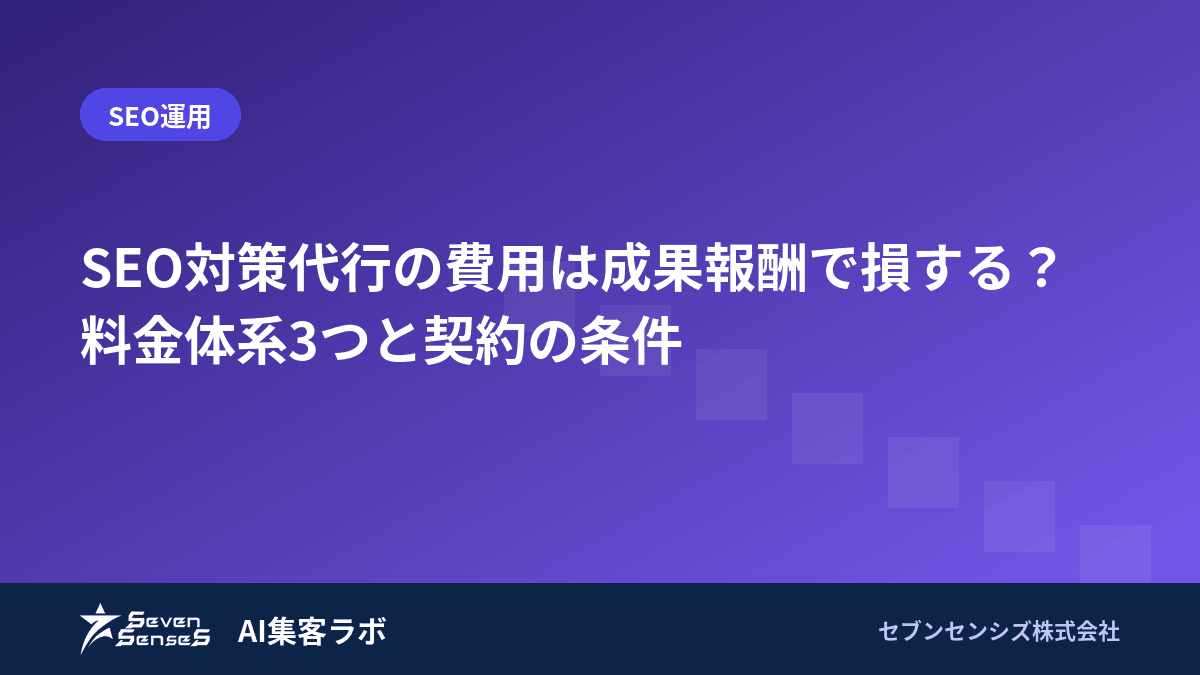 SEO運用
SEO対策代行の費用は成果報酬で損する？
料金体系3つと契約の条件
Seven
Senses
AI集客ラボ
セブンセンシズ株式会社